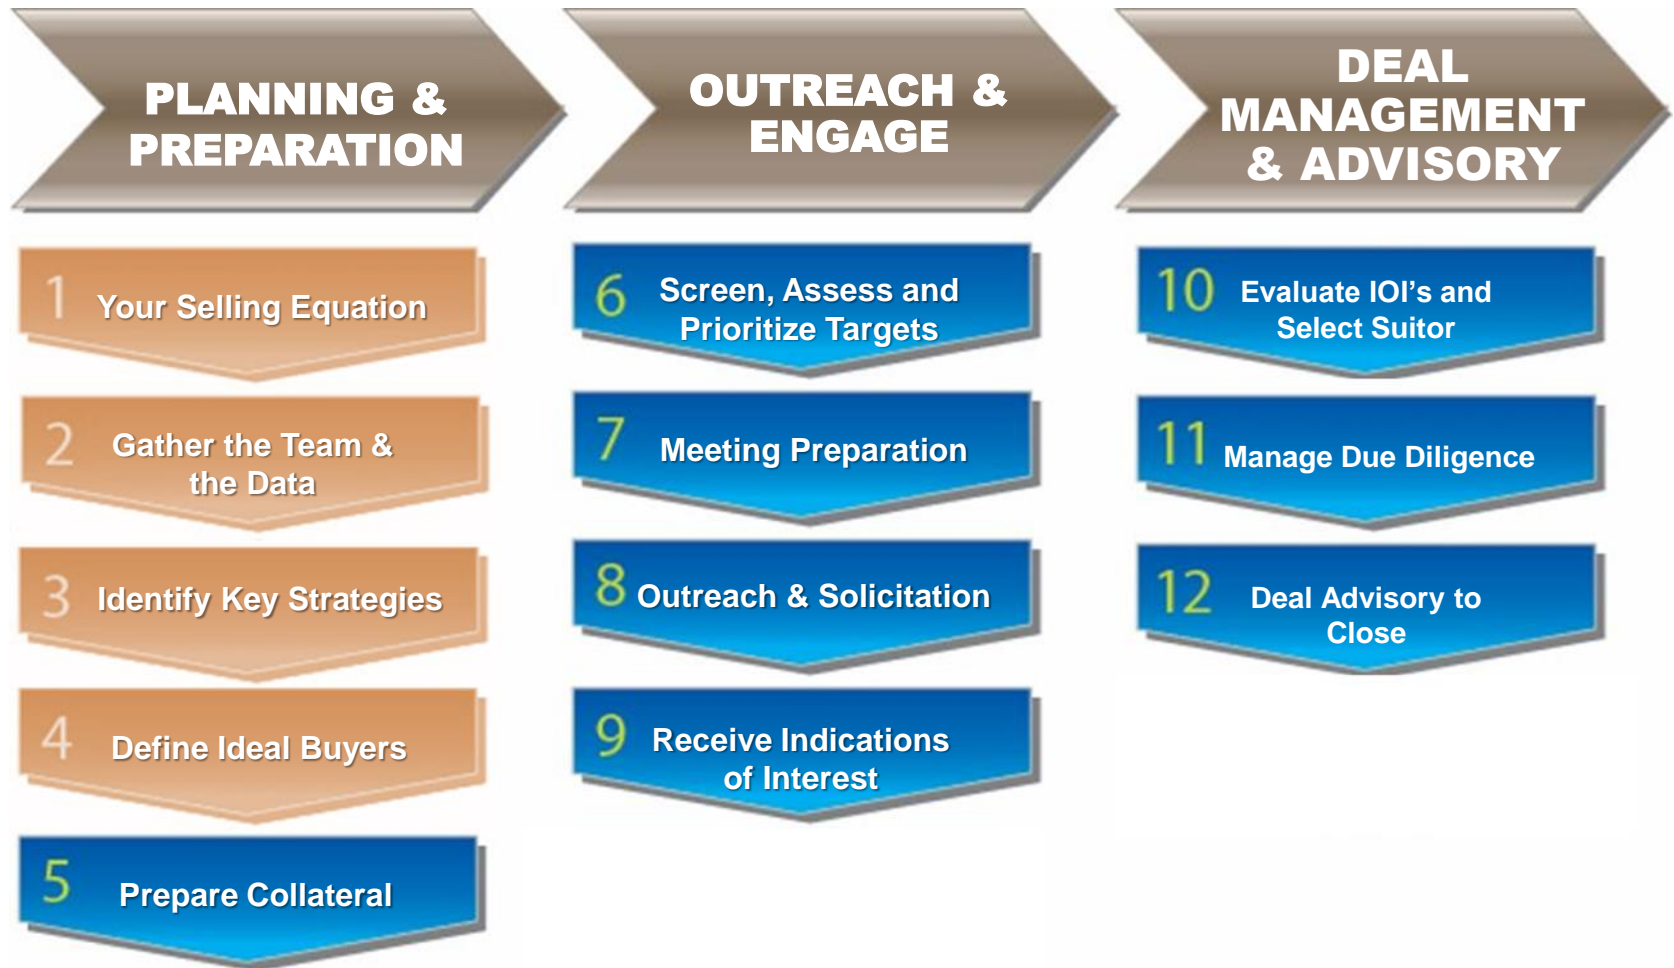 PLANNING &
PREPARATION
1
Your Selling Equation
2
Gather the Team &
the Data
3
Identify Key Strategies
4
Define Ideal Buyers
5
Prepare Collateral
OUTREACH &
ENGAGE
6
Screen, Assess and
Prioritize Targets
7
Meeting Preparation
8
Outreach & Solicitation
9
Receive Indications
of Interest
DEAL
MANAGEMENT
& ADVISORY
10
Evaluate IOI's and
Select Suitor
11
Manage Due Diligence
12
Deal Advisory to
Close